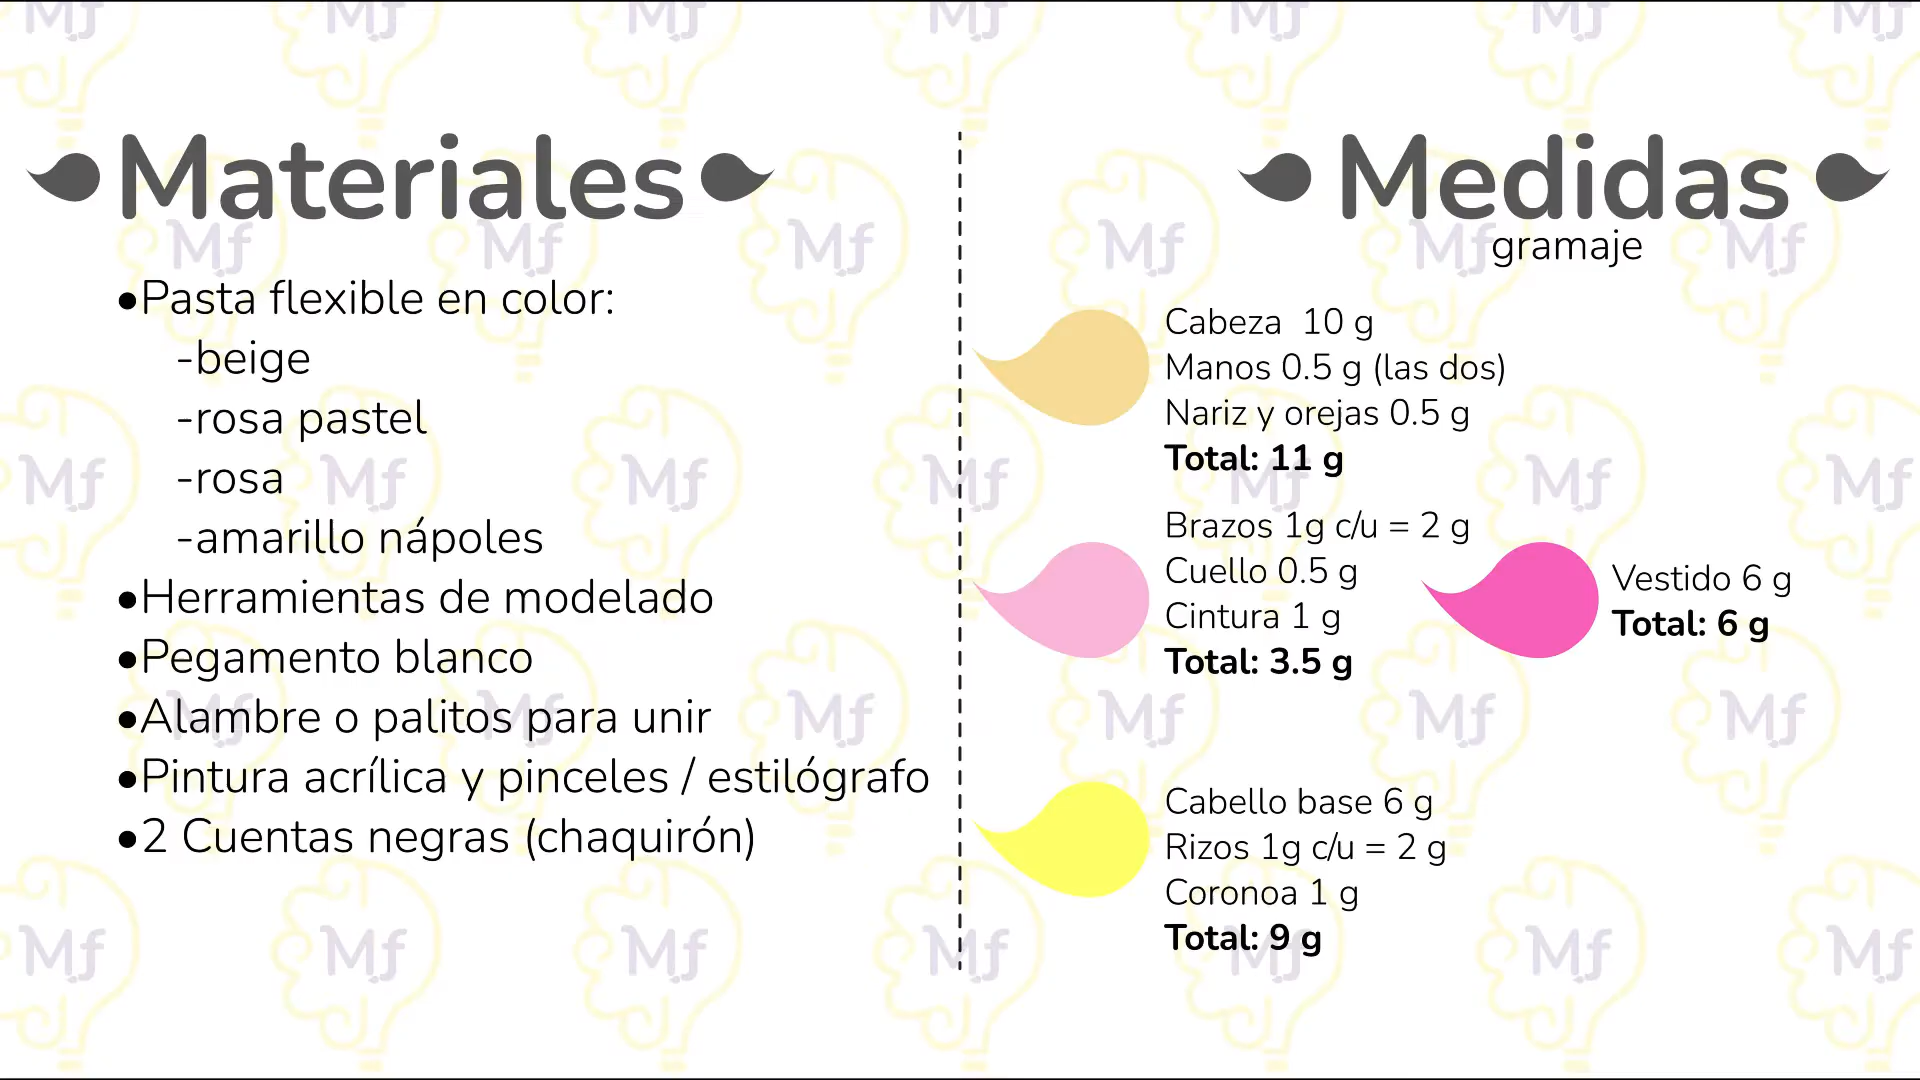 Materiales
•Pasta flexible en color:
-beige
-rosa pastel
-rosa
-amarillo nápoles
•Herramientas de modelado
•Pegamento blanco
•Alambre o palitos para unir
•Pintura acrílica y pinceles / estilógrafo
•2 Cuentas negras (chaquirón)
Medidas
gramaje
Cabeza  10 g
Manos 0.5 g (las dos)
Nariz y orejas 0.5 g
Total: 11 g
Brazos 1g c/u = 2 g
Cuello 0.5 g
Cintura 1 g
Total: 3.5 g
Vestido 6 g
Total: 6 g
Cabello base 6 g
Rizos 1g c/u = 2 g
Coronoa 1 g
Total: 9 g
Mf